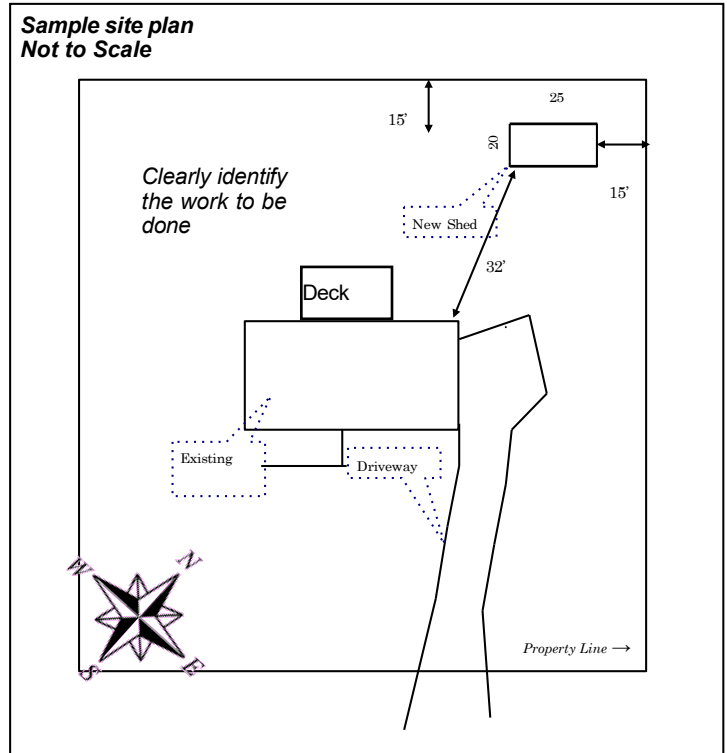 Sample site plan
Not to Scale
25
15'
20
Clearly identify
the work to be
done
15'
New Shed
32'
Deck
Existing
Driveway
W
N
S
E
Property Line →